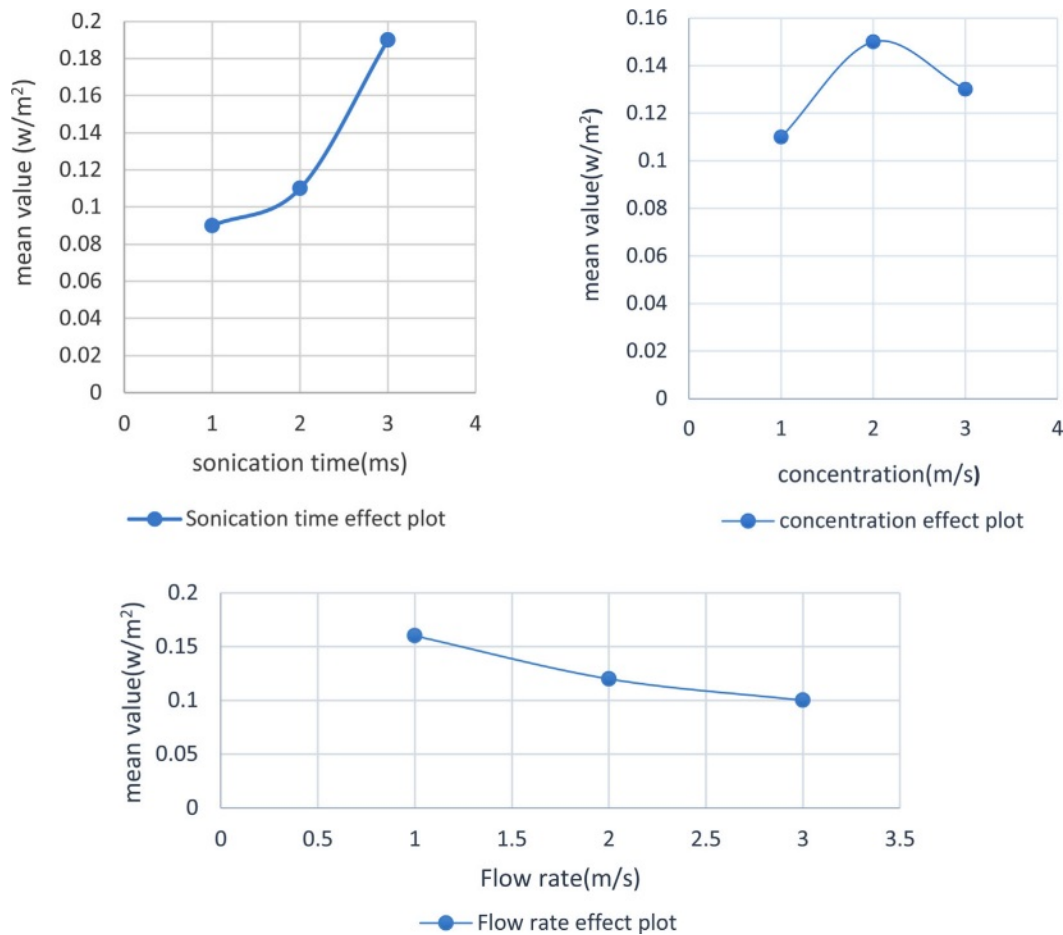 mean value (w/m²)
0.2
0.18
0.16
0.14
0.12
0.1
0.08
0.06
0.04
0.02
0
0 1 2 3 4
sonication time(ms)
Sonication time effect plot
mean value(w/m²)
0.16
0.14
0.12
0.1
0.08
0.06
0.04
0.02
0
0 1 2 3 4
concentration(m/s)
concentration effect plot
mean value(w/m²)
0.2
0.15
0.1
0.05
0
0 0.5 1 1.5 2 2.5 3 3.5
Flow rate(m/s)
Flow rate effect plot